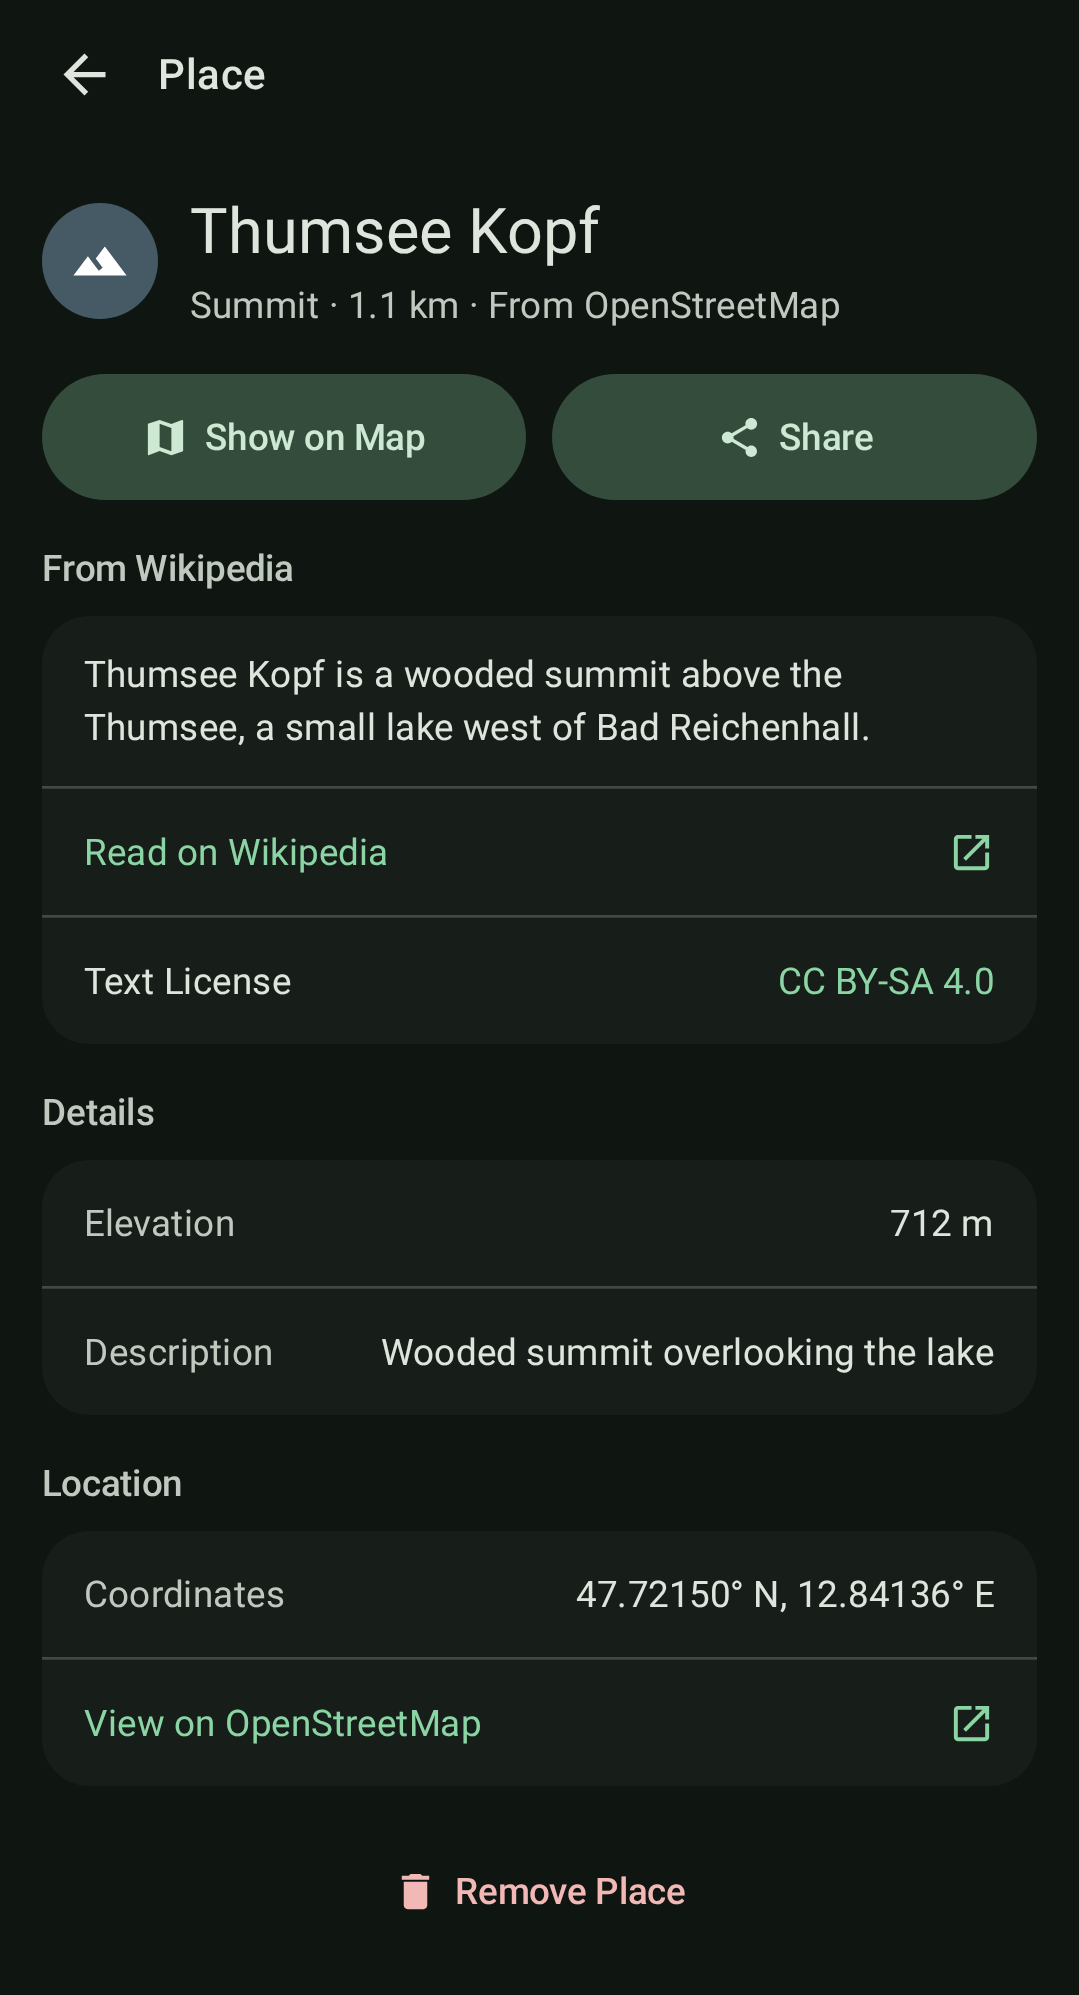 Place
Thumsee Kopf
Summit · 1.1 km · From OpenStreetMap
Show on Map
Share
From Wikipedia
Thumsee Kopf is a wooded summit above the
Thumsee, a small lake west of Bad Reichenhall.
Read on Wikipedia
Text License CC BY-SA 4.0
Details
Elevation 712 m
Description Wooded summit overlooking the lake
Location
Coordinates 47.72150° N, 12.84136° E
View on OpenStreetMap
Remove Place